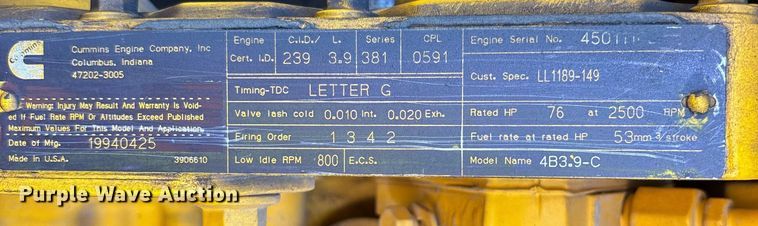 Cummins
Cummins Engine Company, Inc
Columbus, Indiana
47202-3005
Warning: Injury May Result And Warranty Is Void-
ed If Fuel Rate RPM Or Altitudes Exceed Published
Maximum Values For This Model And Application.
Date of Mfg. 19940425
Made in U.S.A. 3906610
Engine C.I.D./ L. Series CPL
Cert. I.D. 239 3.9 381 0591
Timing-TDC LETTER G
Valve lash cold 0.010 Int. 0.020 Exh.
Firing Order 1 3 4 2
Low Idle RPM 800 E.C.S.
Engine Serial No.
Cust. Spec. LL1189-149
Rated HP 76 at 2500 RPM
Fuel rate at rated HP 53 mm³/stroke
Model Name 4B3.9-C
Purple Wave Auction